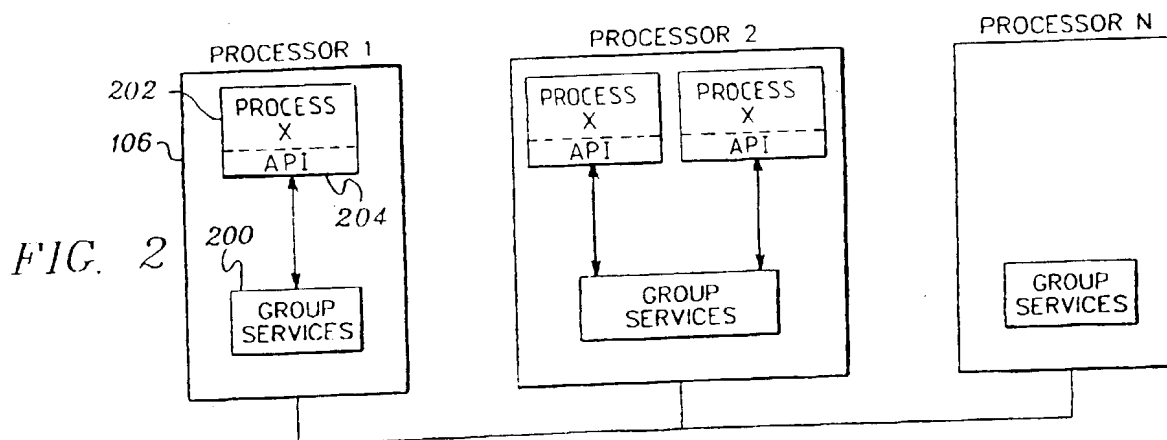 PROCESSOR 1
PROCESSOR 2
PROCESSOR N
202
PROCESS
X
API
PROCESS
X
API
PROCESS
X
API
106
204
200
FIG. 2
GROUP
SERVICES
GROUP
SERVICES
GROUP
SERVICES